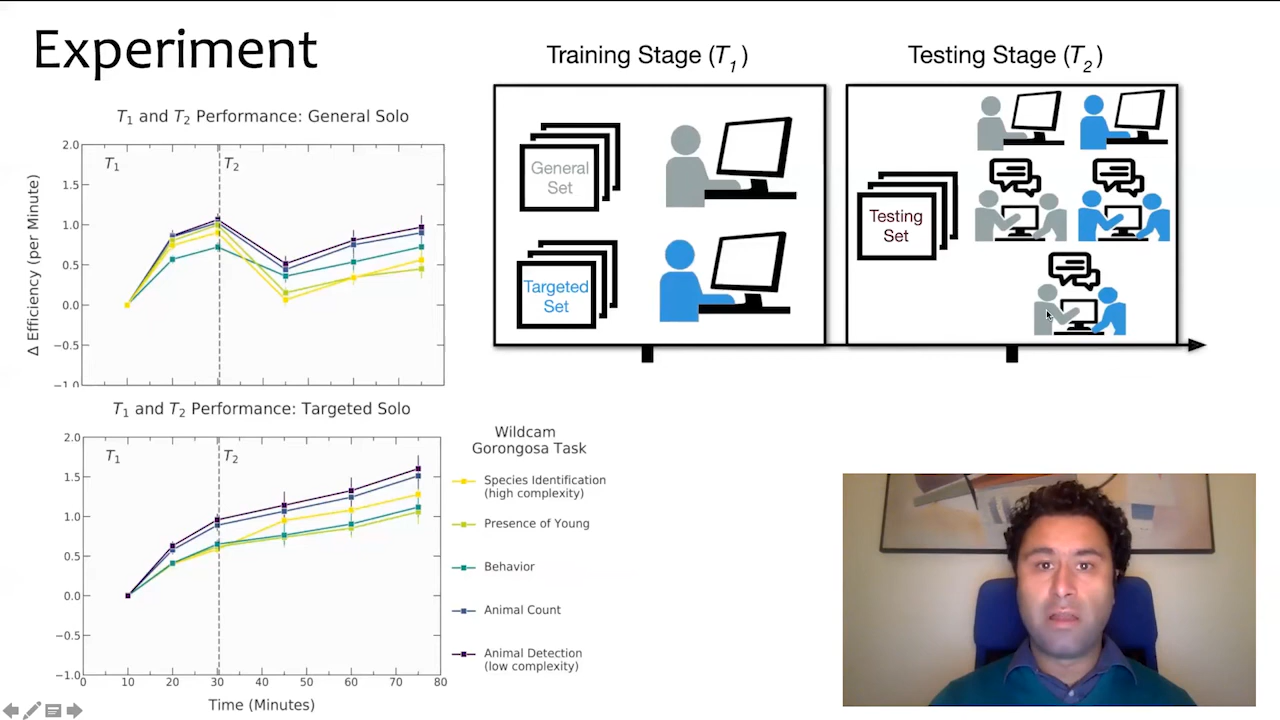 Experiment
T1 and T2 Performance: General Solo
T1
T2
2.0
1.5
1.0
0.5
0.0
−0.5
−1.0
Δ Efficiency (per Minute)
T1 and T2 Performance: Targeted Solo
T1
T2
2.0
1.5
1.0
0.5
0.0
−0.5
−1.0
0 10 20 30 40 50 60 70 80
Time (Minutes)
Wildcam
Gorongosa Task
Species Identification
(high complexity)
Presence of Young
Behavior
Animal Count
Animal Detection
(low complexity)
Training Stage (T1)
General
Set
Targeted
Set
Testing Stage (T2)
Testing
Set